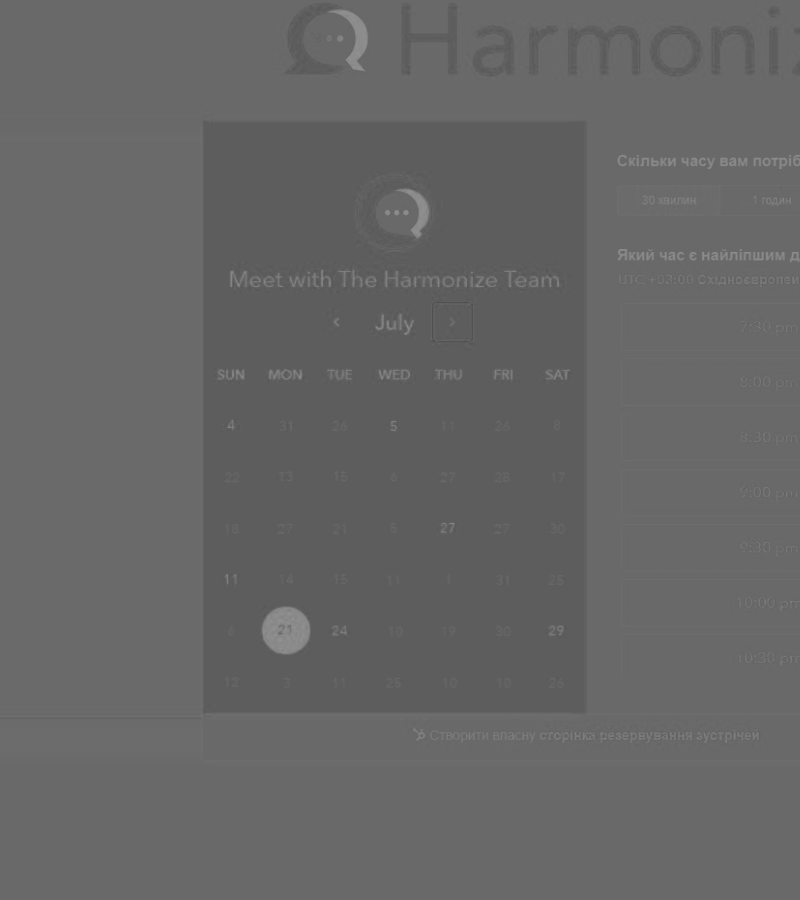 Harmoniz
Meet with The Harmonize Team
‹ July ›
SUN MON TUE WED THU FRI SAT
4 31 26 5 11 26 8
22 13 15 6 27 28 17
18 27 21 5 27 27 30
11 14 15 11 1 31 25
6 21 24 10 19 30 29
12 3 11 28 10 10 26
Скільки часу вам потріб
30 хвилин 1 годин
Який час є найліпшим д
UTC +03:00 Східноєвропей
7:30 pm
8:00 pm
8:30 pm
9:00 pm
9:30 pm
10:00 pm
10:30 pm
Створити власну сторінка резервування зустрічей